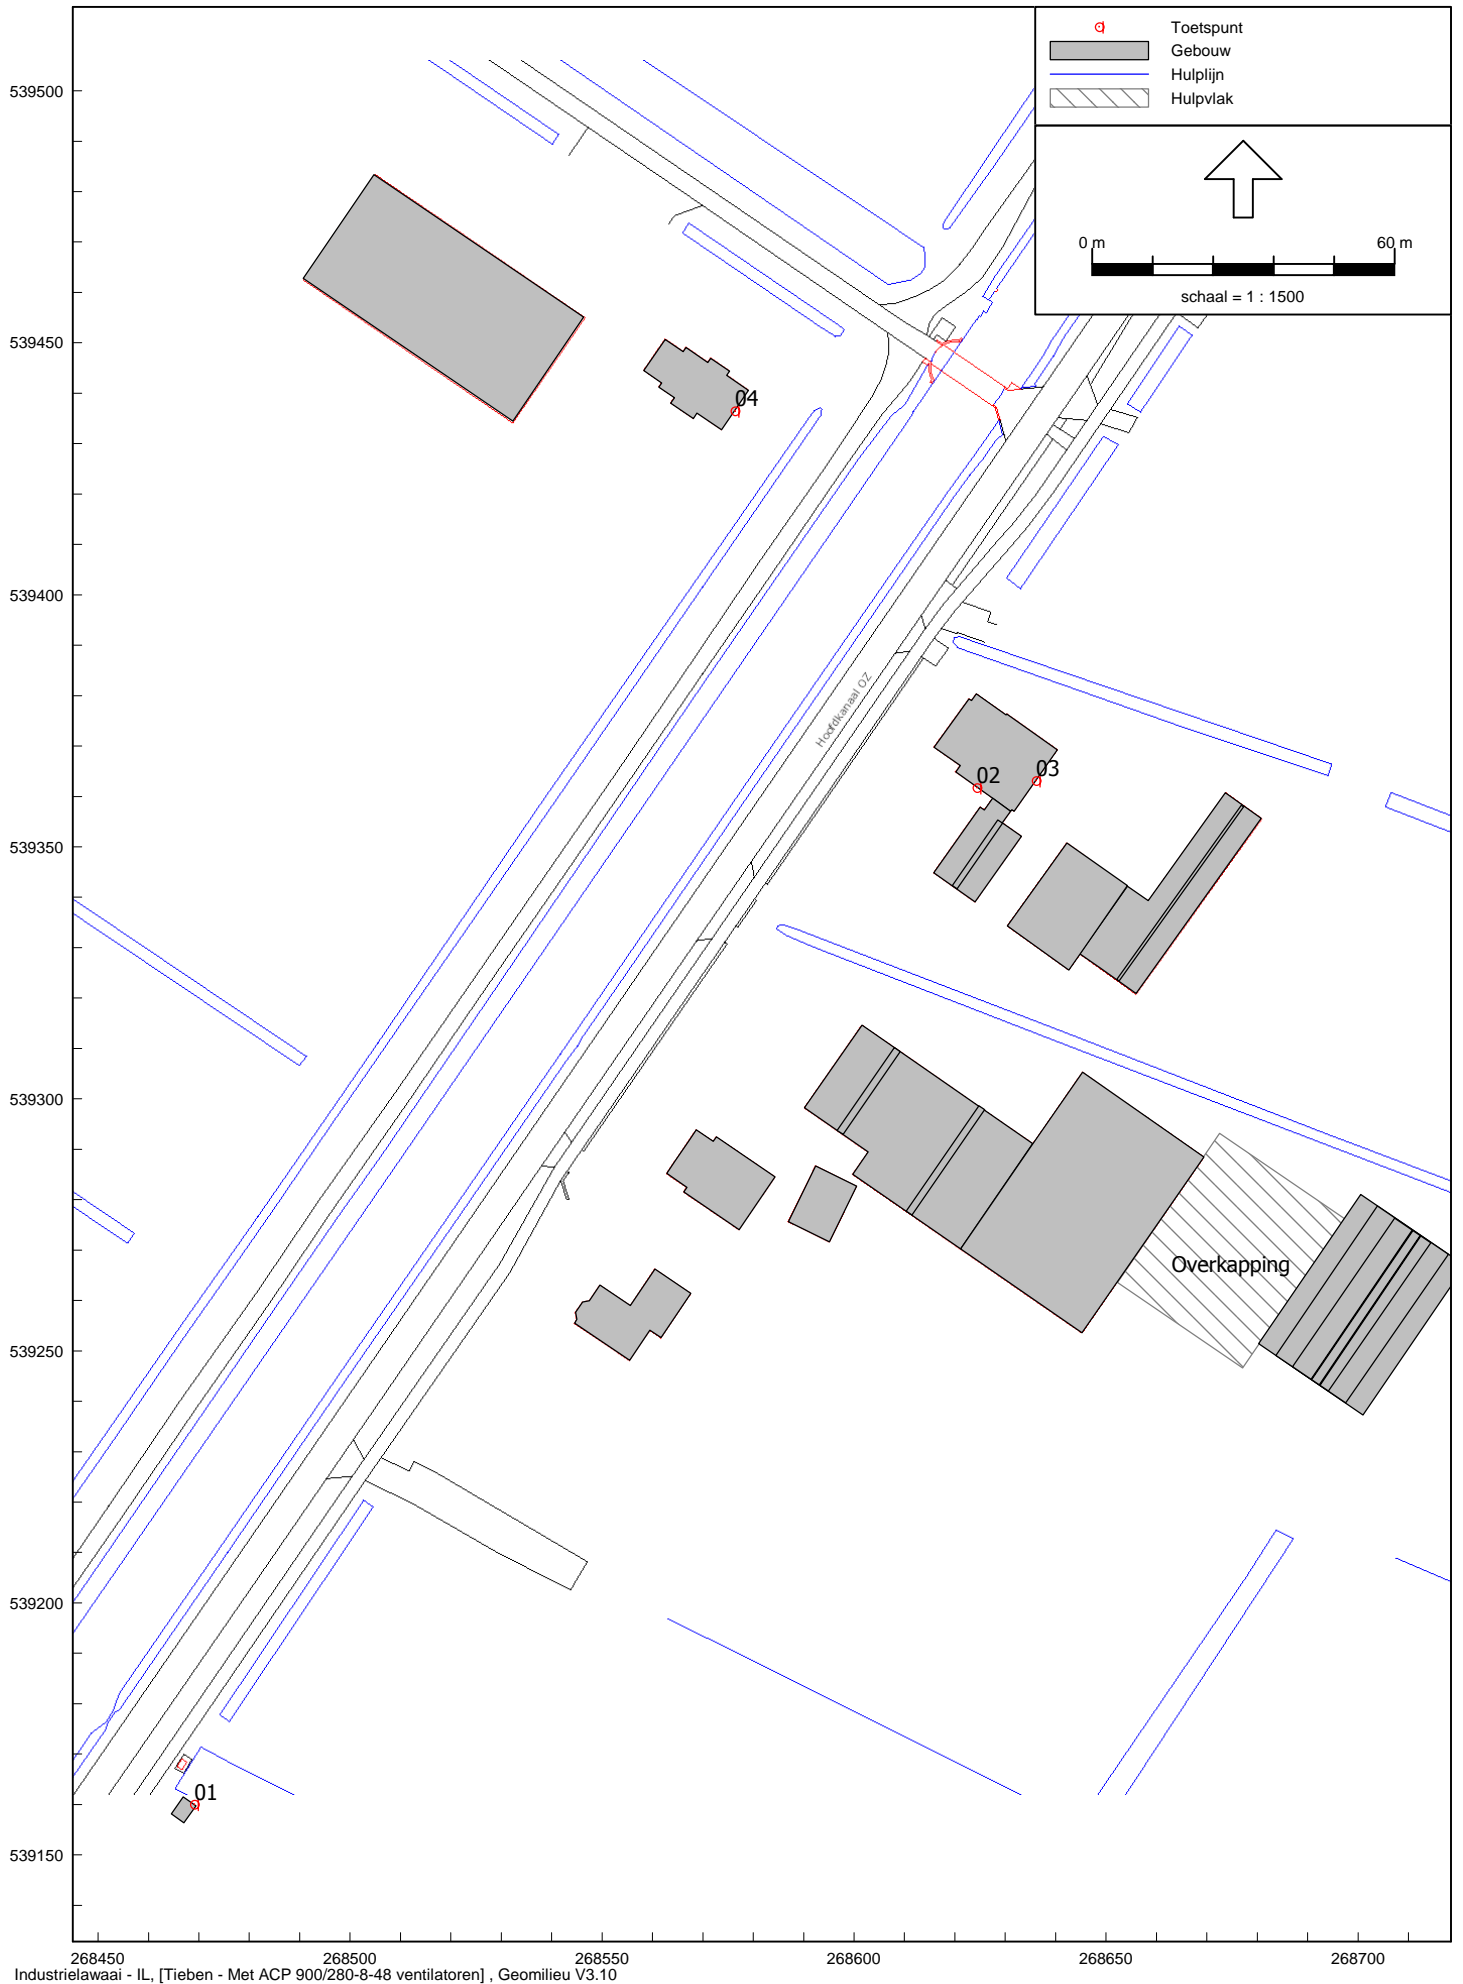 Toetspunt
Gebouw
Hulplijn
Hulpvlak
0 m
60 m
schaal = 1 : 1500
539500
539450
04
539400
Hoofdkanaal OZ
02
03
539350
539300
Overkapping
539250
539200
01
539150
268450
268500
268550
268600
268650
268700
Industrielawaai - IL, [Tieben - Met ACP 900/280-8-48 ventilatoren] , Geomilieu V3.10